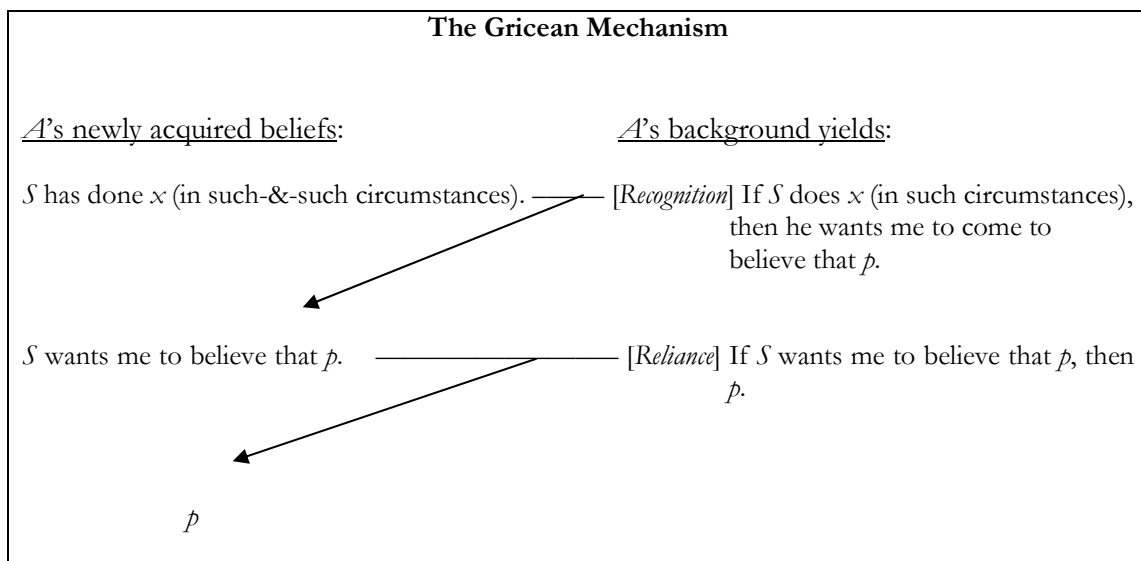 The Gricean Mechanism
A's newly acquired beliefs:
A's background yields:
S has done x (in such-&-such circumstances).
[Recognition] If S does x (in such circumstances),
then he wants me to come to
believe that p.
S wants me to believe that p.
[Reliance] If S wants me to believe that p, then
p.
p